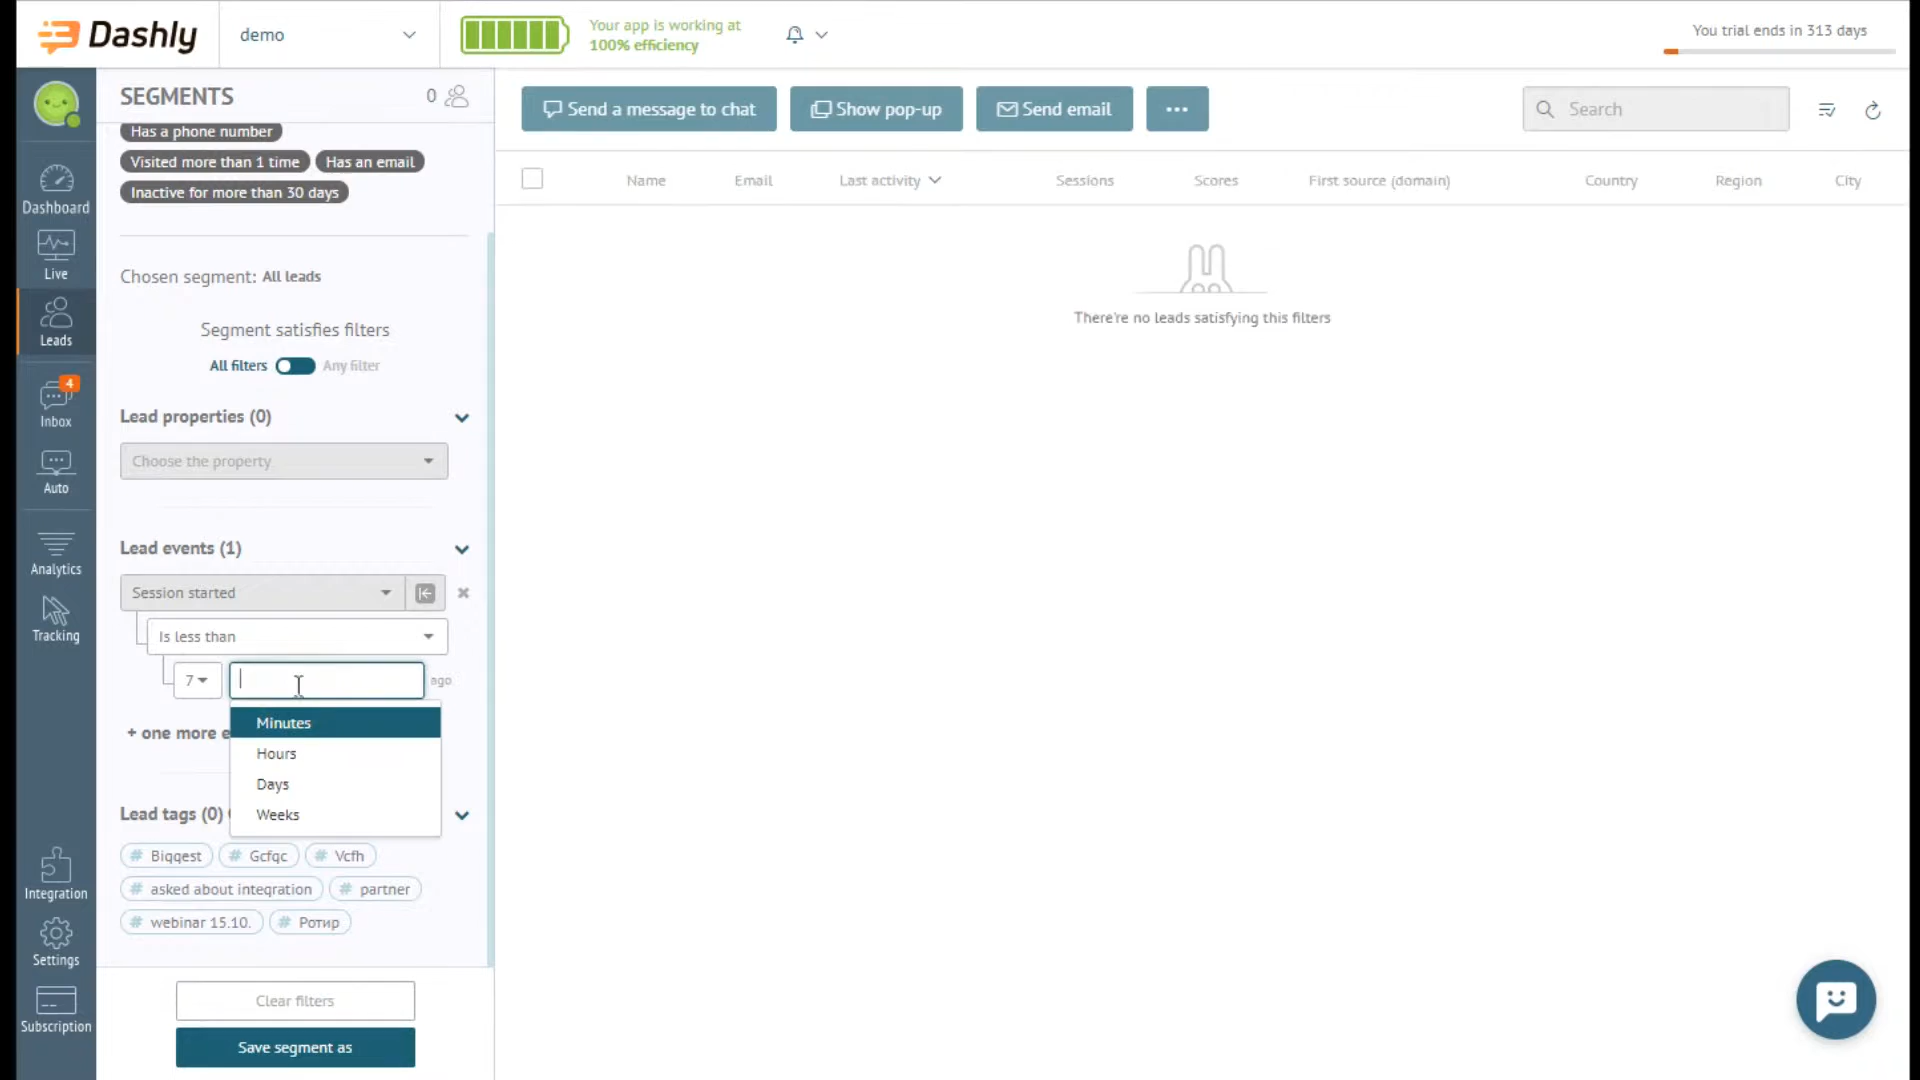 Dashly
demo
Your app is working at
100% efficiency
You trial ends in 313 days
SEGMENTS
0
Has a phone number
Visited more than 1 time
Has an email
Inactive for more than 30 days
Chosen segment: All leads
Segment satisfies filters
All filters
Any filter
Lead properties (0)
Choose the property
Lead events (1)
Session started
Is less than
7
ago
+ one more e
Minutes
Hours
Days
Weeks
Lead tags (0)
# Biggest
# Gcfgc
# Vcfh
# asked about integration
# partner
# webinar 15.10.
# Ротир
Clear filters
Save segment as
Dashboard
Live
Leads
4
Inbox
Auto
Analytics
Tracking
Integration
Settings
Subscription
Send a message to chat
Show pop-up
Send email
Search
Name
Email
Last activity
Sessions
Scores
First source (domain)
Country
Region
City
There're no leads satisfying this filters